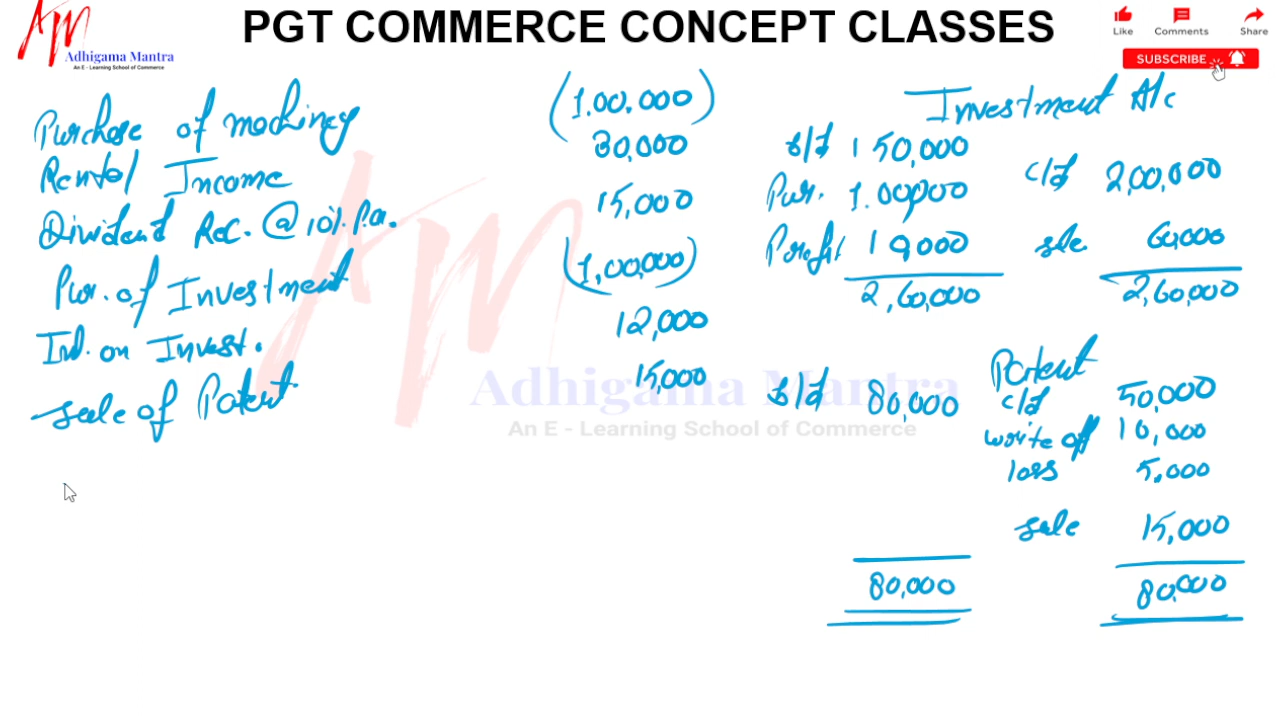 PGT COMMERCE CONCEPT CLASSES
Adhigama Mantra
An E - Learning School of Commerce
Like Comments Share
SUBSCRIBE
Purchase of machinery (1,00,000)
Rental Income 30,000
Dividend Rec. @ 10% P.a. 15,000
Pur. of Investment (1,00,000)
Int. on Invest. 12,000
Sale of Patent 15,000
Investment A/c
b/d 150,000 c/d 2,00,000
Pur. 1,00,000
Profit 10,000 sale 60,000
2,60,000 2,60,000
Patent
b/d 80,000 c/d 50,000
write off 10,000
loss 5,000
sale 15,000
80,000 80,000
Adhigama Mantra
An E - Learning School of Commerce